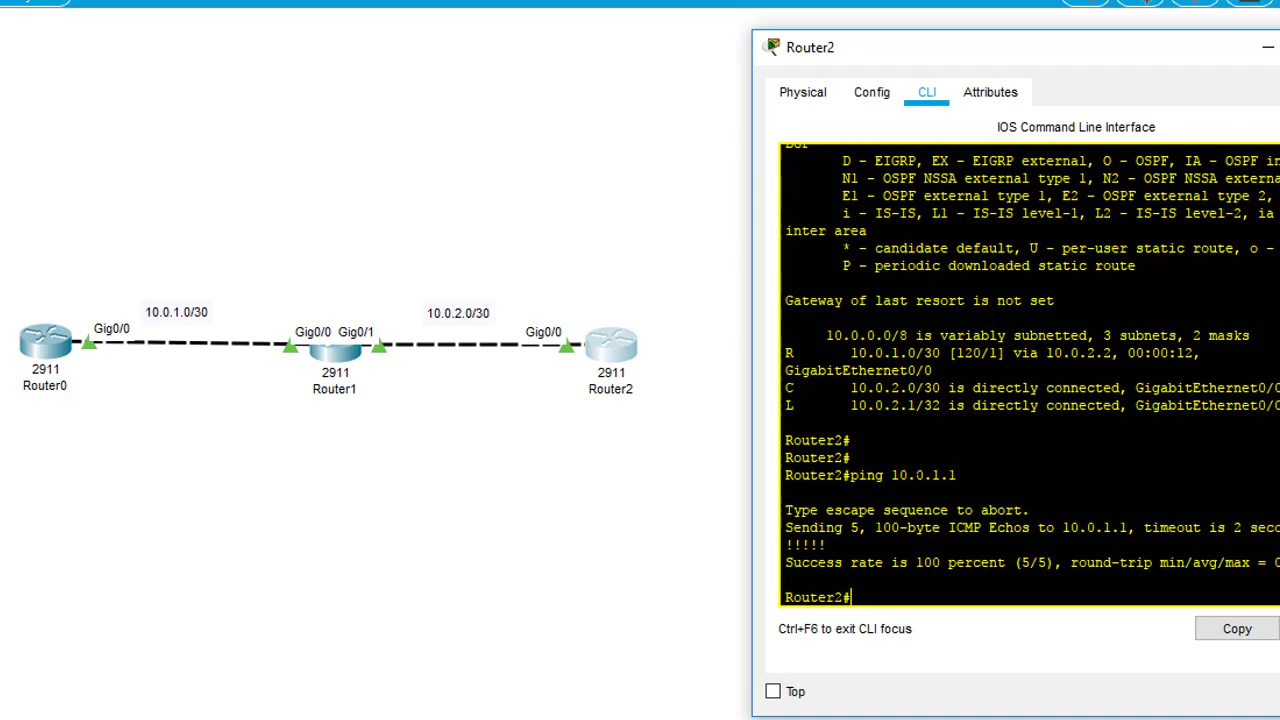 Router2
Physical Config CLI Attributes
IOS Command Line Interface
D - EIGRP, EX - EIGRP external, O - OSPF, IA - OSPF
N1 - OSPF NSSA external type 1, N2 - OSPF NSSA
E1 - OSPF external type 1, E2 - OSPF external type 2,
i - IS-IS, L1 - IS-IS level-1, L2 - IS-IS level-2, ia
inter area
* - candidate default, U - per-user static route, o -
P - periodic downloaded static route
Gateway of last resort is not set
10.0.0.0/8 is variably subnetted, 3 subnets, 2 masks
R 10.0.1.0/30 [120/1] via 10.0.2.2, 00:00:12,
GigabitEthernet0/0
C 10.0.2.0/30 is directly connected,
L 10.0.2.1/32 is directly connected,
Router2#
Router2#
Router2#ping 10.0.1.1
Type escape sequence to abort.
Sending 5, 100-byte ICMP Echos to 10.0.1.1, timeout is 2
!!!!!
Success rate is 100 percent (5/5), round-trip min/avg/max =
Router2#
Ctrl+F6 to exit CLI focus
Copy
Top
10.0.1.0/30
10.0.2.0/30
Gig0/0
Gig0/0 Gig0/1
Gig0/0
2911
Router0
2911
Router1
2911
Router2